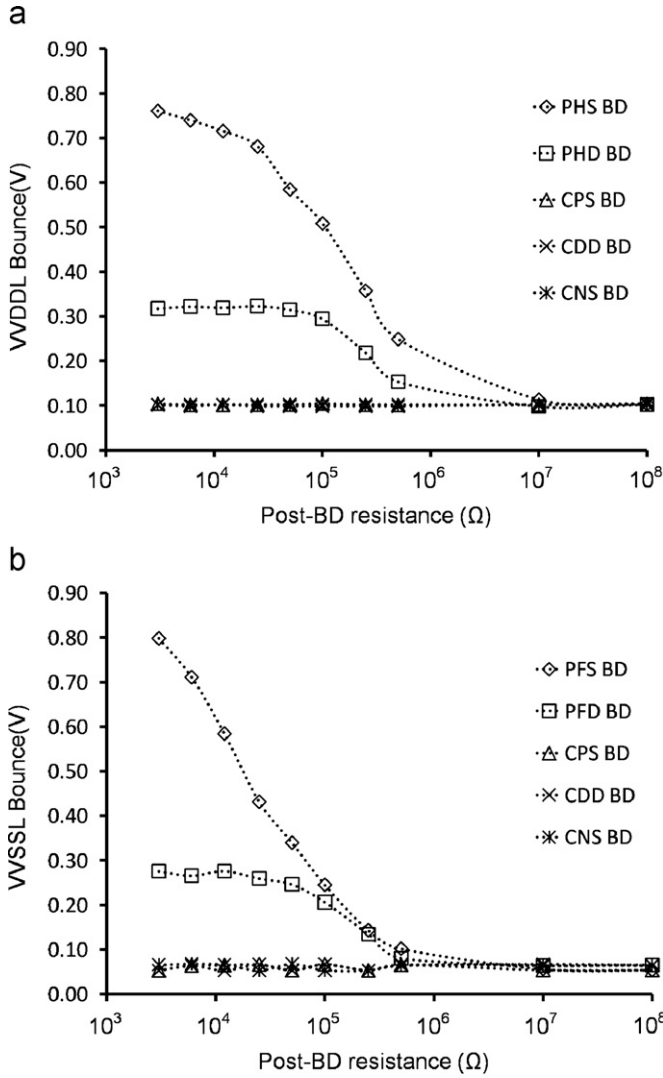 a
0.90
0.80
0.70
0.60
0.50
0.40
0.30
0.20
0.10
0.00
VVDDL Bounce(V)
PHS BD
PHD BD
CPS BD
CDD BD
CNS BD
10³ 10⁴ 10⁵ 10⁶ 10⁷ 10⁸
Post-BD resistance (Ω)
b
0.90
0.80
0.70
0.60
0.50
0.40
0.30
0.20
0.10
0.00
VVSSL Bounce(V)
PFS BD
PFD BD
CPS BD
CDD BD
CNS BD
10³ 10⁴ 10⁵ 10⁶ 10⁷ 10⁸
Post-BD resistance (Ω)